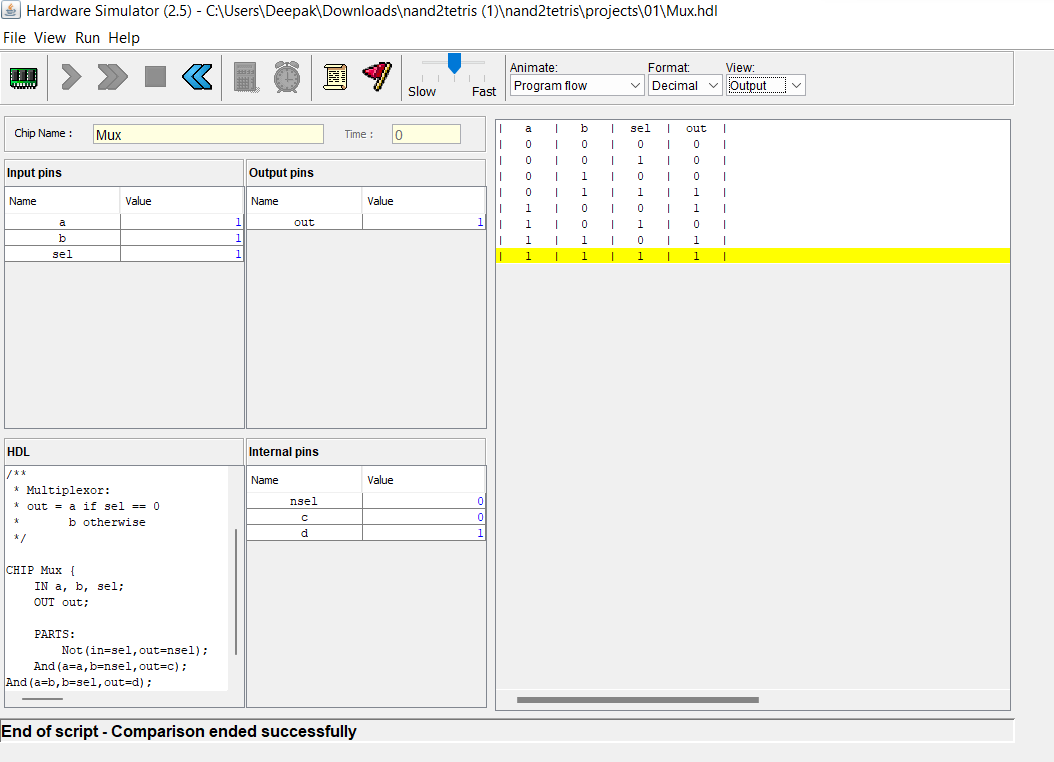 Hardware Simulator (2.5) - C:\Users\Deepak\Downloads\nand2tetris (1)\nand2tetris\projects\01\Mux.hdl
File View Run Help
Slow Fast
Animate: Format: View:
Program flow Decimal Output
Chip Name : Mux Time : 0
Input pins Output pins
Name Value Name Value
a 1 out 1
b 1
sel 1
| a | b | sel | out |
| 0 | 0 | 0 | 0 |
| 0 | 0 | 1 | 0 |
| 0 | 1 | 0 | 0 |
| 0 | 1 | 1 | 1 |
| 1 | 0 | 0 | 1 |
| 1 | 0 | 1 | 0 |
| 1 | 1 | 0 | 1 |
| 1 | 1 | 1 | 1 |
HDL
/**
* Multiplexor:
* out = a if sel == 0
* b otherwise
*/
CHIP Mux {
IN a, b, sel;
OUT out;
PARTS:
Not(in=sel,out=nsel);
And(a=a,b=nsel,out=c);
And(a=b,b=sel,out=d);
Internal pins
Name Value
nsel 0
c 0
d 1
End of script - Comparison ended successfully